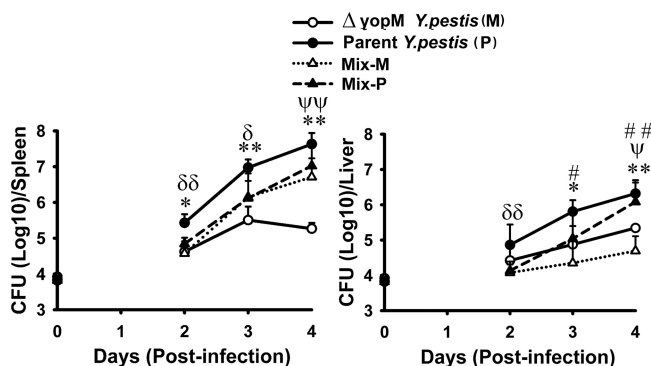 Δ yopM Y.pestis (M)
Parent Y.pestis (P)
Mix-M
Mix-P
CFU (Log10)/Spleen
8
7
6
5
4
3
δδ
*
δ
**
ψψ
**
0
1
2
3
4
Days (Post-infection)
CFU (Log10)/Liver
8
7
6
5
4
3
δδ
#
*
##
ψ
**
0
1
2
3
4
Days (Post-infection)